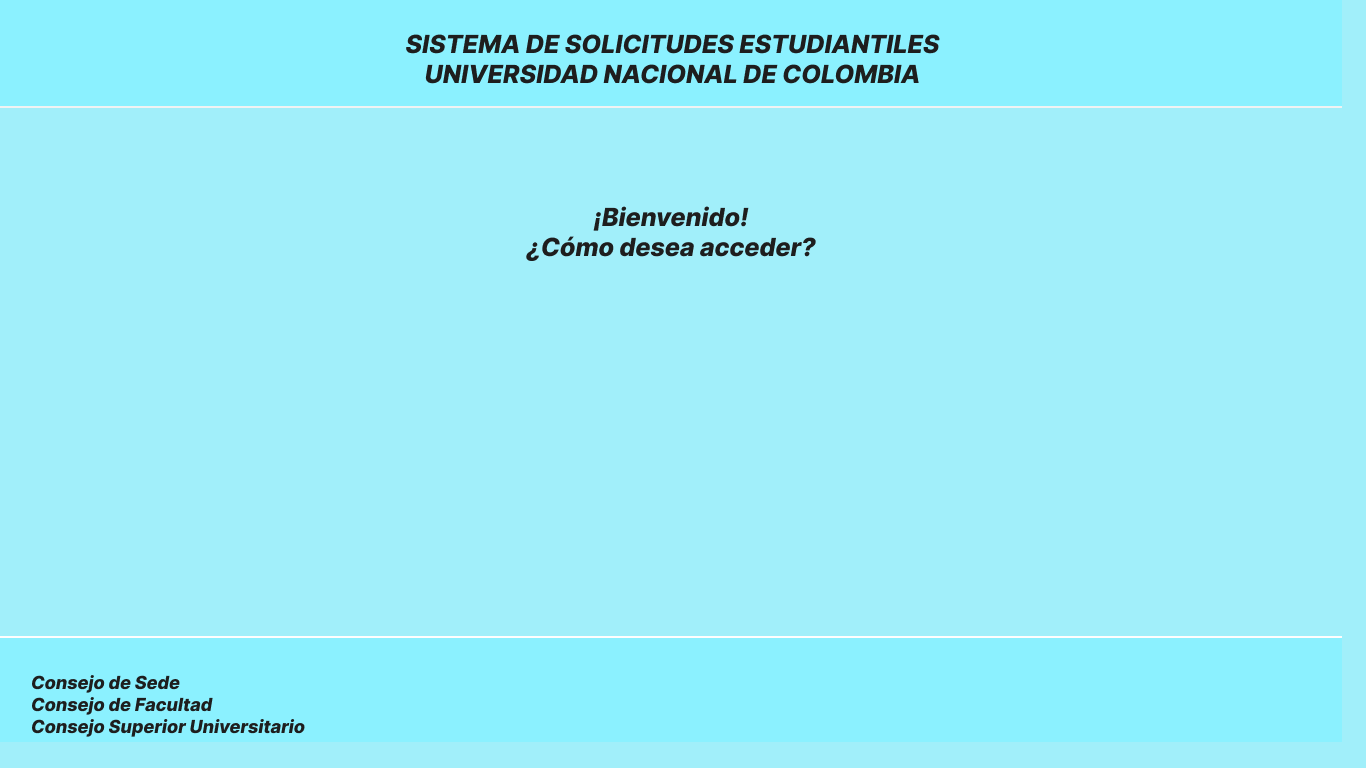 SISTEMA DE SOLICITUDES ESTUDIANTILES
UNIVERSIDAD NACIONAL DE COLOMBIA
¡Bienvenido!
¿Cómo desea acceder?
Consejo de Sede
Consejo de Facultad
Consejo Superior Universitario